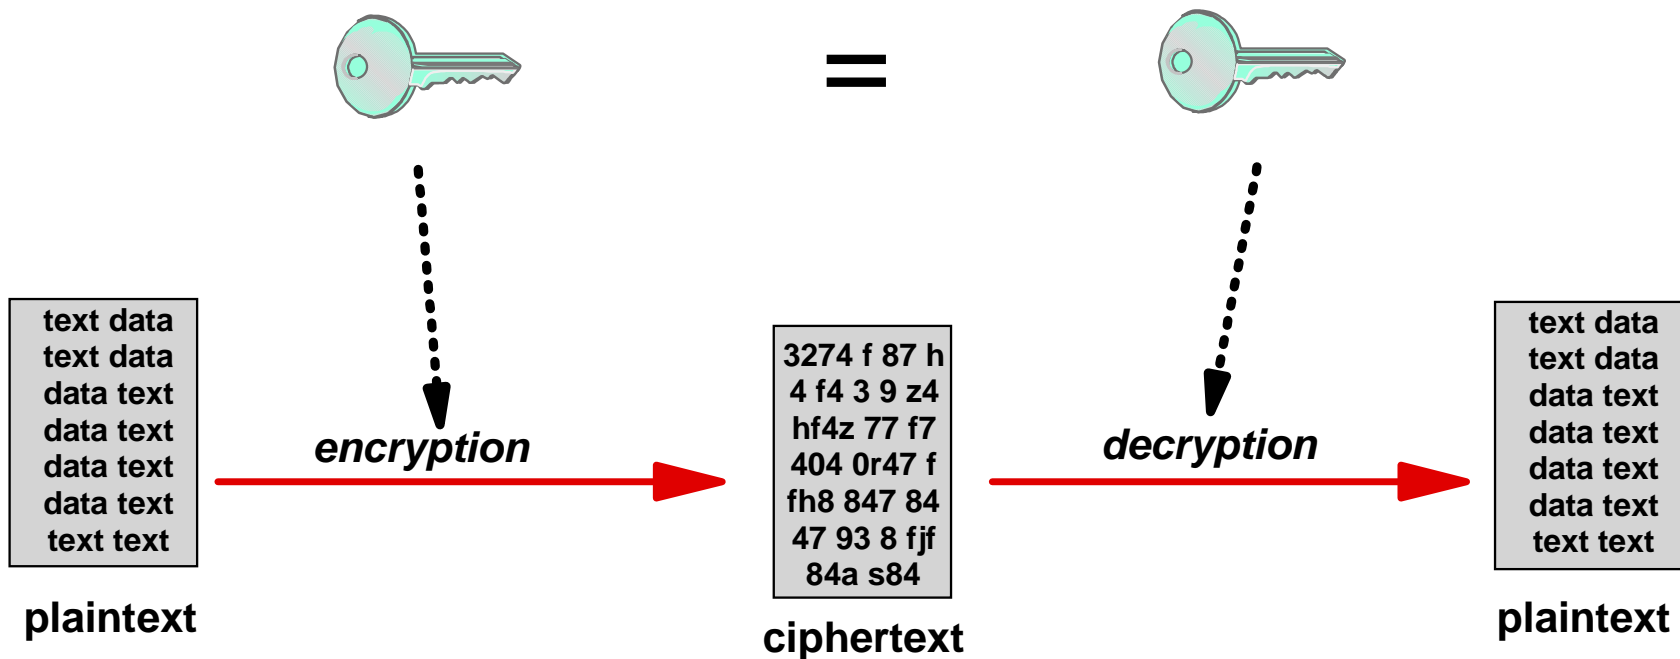 =
text data
text data
data text
data text
data text
data text
text text
plaintext
encryption
3274 f 87 h
4 f4 3 9 z4
hf4z 77 f7
404 0r47 f
fh8 847 84
47 93 8 fjf
84a s84
ciphertext
decryption
text data
text data
data text
data text
data text
data text
text text
plaintext